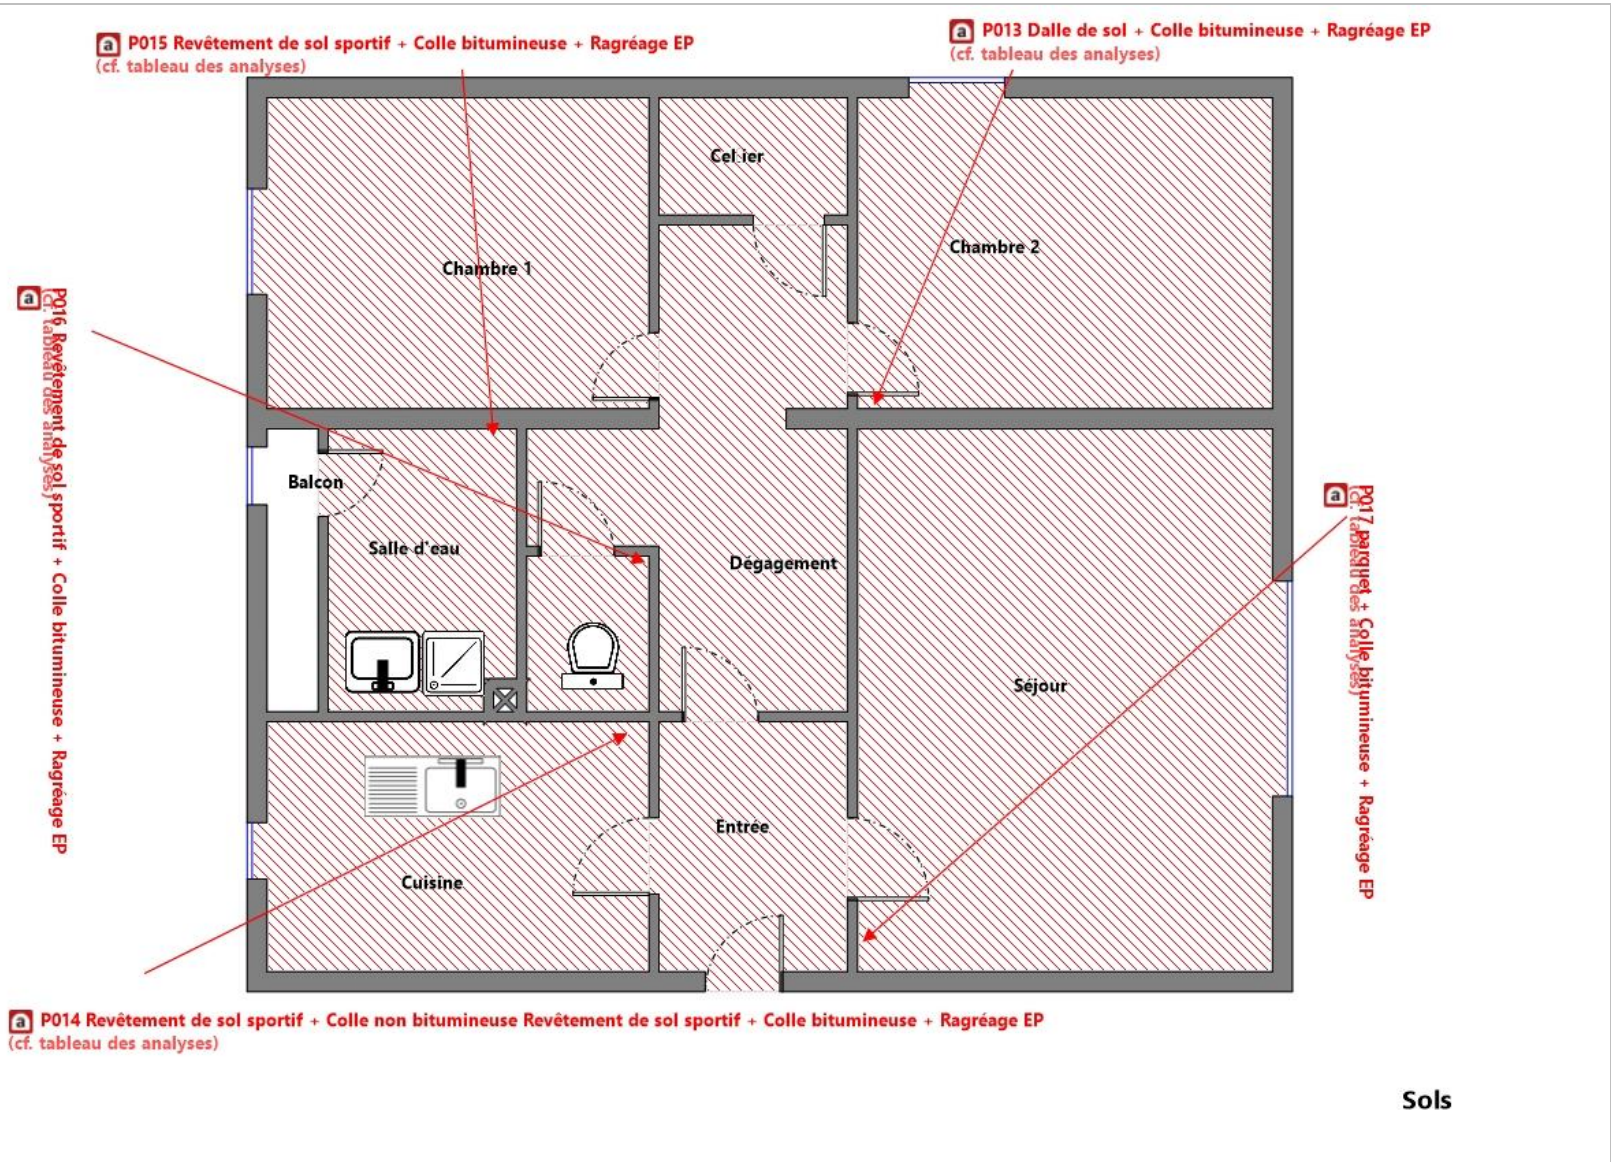 a P015 Revêtement de sol sportif + Colle bitumineuse + Ragréage EP
(cf. tableau des analyses)
a P013 Dalle de sol + Colle bitumineuse + Ragréage EP
(cf. tableau des analyses)
Cellier
Chambre 2
Chambre 1
a P016 Revêtement de sol sportif + Colle bitumineuse + Ragréage EP
(cf. tableau des analyses)
Balcon
Salle d'eau
Dégagement
a P017 parquet + Colle bitumineuse + Ragréage EP
(cf. tableau des analyses)
Séjour
Entrée
Cuisine
a P014 Revêtement de sol sportif + Colle non bitumineuse Revêtement de sol sportif + Colle bitumineuse + Ragréage EP
(cf. tableau des analyses)
Sols